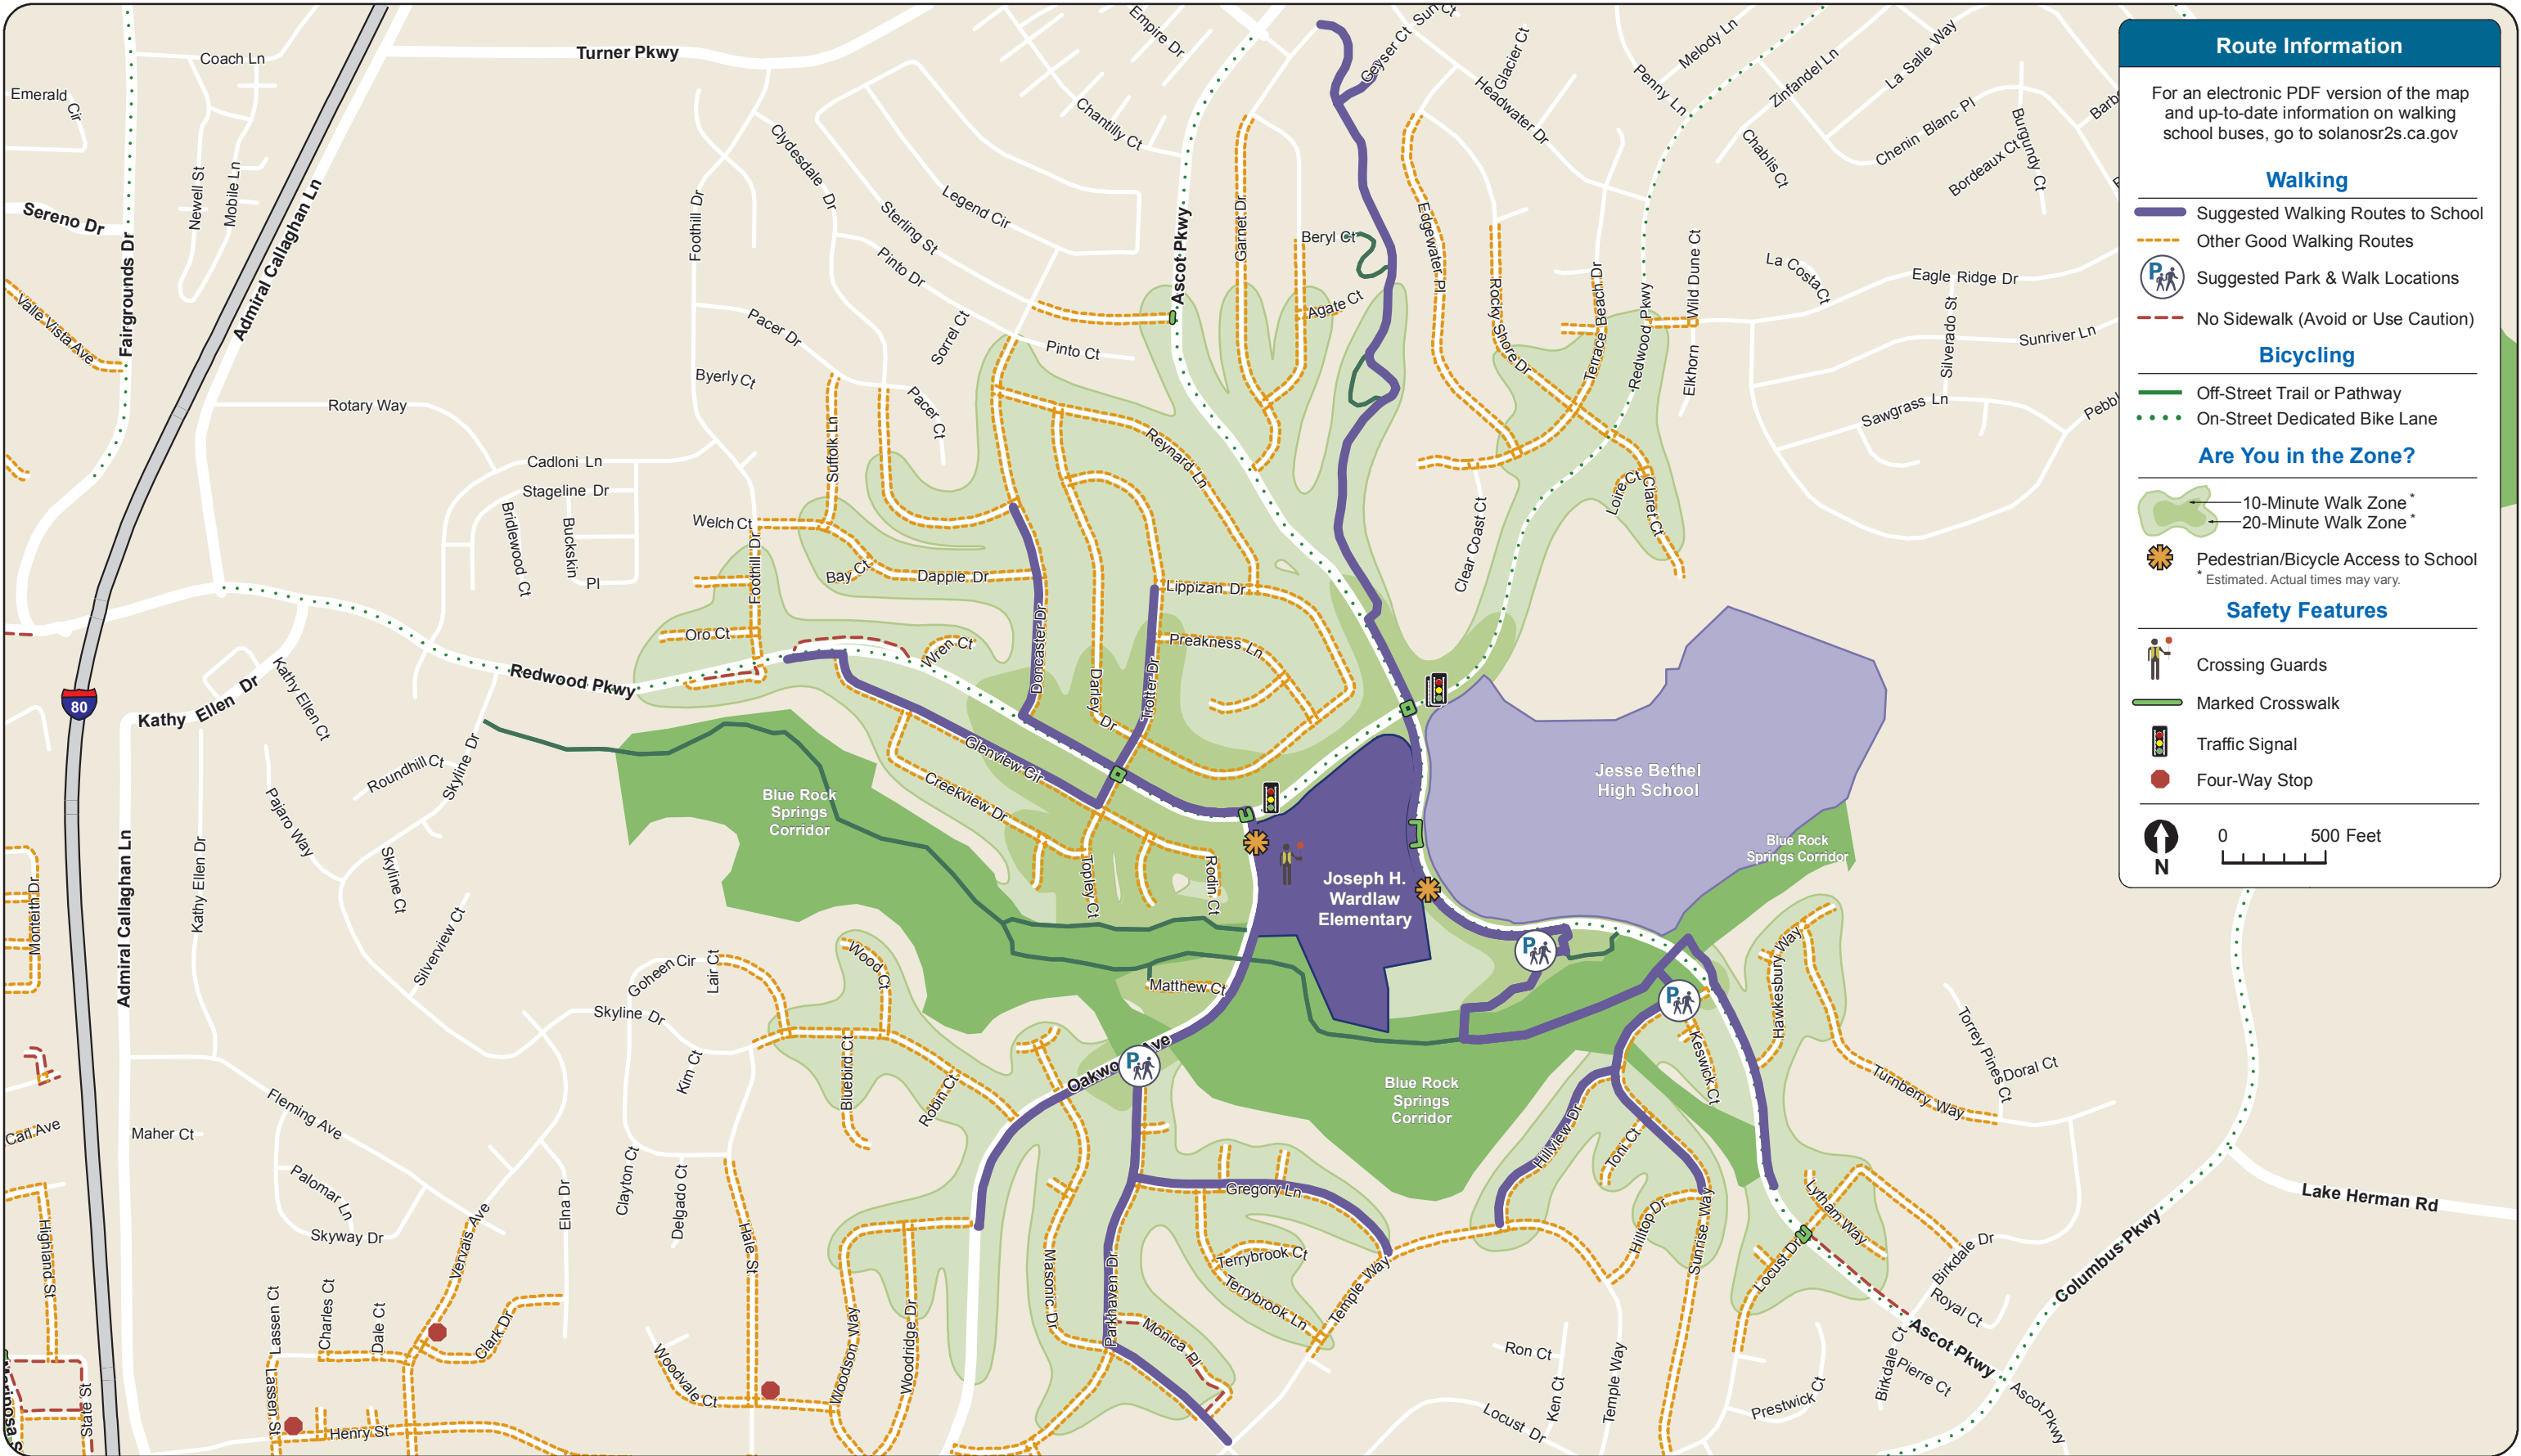 Route Information
For an electronic PDF version of the map
and up-to-date information on walking
school buses, go to solanosr2s.ca.gov
Walking
Suggested Walking Routes to School
Other Good Walking Routes
P
Suggested Park & Walk Locations
No Sidewalk (Avoid or Use Caution)
Bicycling
Off-Street Trail or Pathway
On-Street Dedicated Bike Lane
Are You in the Zone?
10-Minute Walk Zone *
20-Minute Walk Zone *
Pedestrian/Bicycle Access to School
* Estimated. Actual times may vary.
Safety Features
Crossing Guards
Marked Crosswalk
Traffic Signal
Four-Way Stop
N
0 500 Feet
Coach Ln
Emerald Cir
Newell St
Mobile Ln
Sereno Dr
Fairgrounds Dr
Admiral Callaghan Ln
Valle Vista Ave
Turner Pkwy
Empire Dr
Chantilly Ct
Clydesdale Dr
Legend Cir
Sterling St
Pinto Dr
Foothill Dr
Pacer Dr
Sorrel Ct
Pinto Ct
Byerly Ct
Pacer Ct
Rotary Way
Cadloni Ln
Stageline Dr
Bridlewood Ct
Buckskin Pl
Suffolk Ln
Welch Ct
Foothill Dr
Bay Ct
Dapple Dr
Oro Ct
Wren Ct
Doncaster Dr
Darley Dr
Trotter Dr
Reynard Ln
Lippizan Dr
Preakness Ln
Ascot Pkwy
Garnet Dr
Beryl Ct
Agate Ct
Geyser Ct
Sun
Ct
Glacier Ct
Headwater Dr
Edgewater Pl
Rocky Shore Dr
Terrace Beach Dr
Redwood Pkwy
Wild Dune Ct
Elkhorn
Clear Coast Ct
Loire Ct
Claret Ct
Penny Ln
Melody Ln
Zinfandel Ln
La Salle Way
Chablis Ct
Chenin Blanc Pl
Bordeaux Ct
Burgundy Ct
Barb
La Costa Ct
Eagle Ridge Dr
Silverado St
Sunriver Ln
Sawgrass Ln
Pebbl
80
Kathy Ellen Dr
Kathy Ellen Ct
Redwood Pkwy
Skyline Dr
Roundhill Ct
Pajaro Way
Kathy Ellen Dr
Skyline Ct
Silverview Ct
Admiral Callaghan Ln
Monteith Dr
Glenview Cir
Creekview Dr
Topley Ct
Rodin Ct
Blue Rock
Springs
Corridor
Joseph H.
Wardlaw
Elementary
Jesse Bethel
High School
Blue Rock
Springs Corridor
P
P
P
Matthew Ct
Oakwo
Ave
Wood Ct
Goheen Cir
Lair Ct
Skyline Dr
Kim Ct
Bluebird Ct
Robin Ct
Blue Rock
Springs
Corridor
Hawkesbury Way
Keswick Ct
Turnberry Way
Torrey Pines Ct
Doral Ct
Hillview Dr
Toni Ct
Hilltop Dr
Sunrise Way
Lytham Way
Locust Dr
Birkdale Dr
Royal Ct
Birkdale Ct
Pierre Ct
Ascot Pkwy
Ascot Pkwy
Columbus Pkwy
Lake Herman Rd
Prestwick Ct
Locust Dr
Ken Ct
Ron Ct
Temple Way
Temple Way
Gregory Ln
Terrybrook Ct
Terrybrook Ln
Masonic Dr
Parkhaven Dr
Monica Pl
Woodson Way
Woodridge Dr
Woodvale Ct
Hale St
Delgado Ct
Clayton Ct
Elna Dr
Vervais Ave
Clark Dr
Fleming Ave
Maher Ct
Palomar Ln
Skyway Dr
Carl Ave
Highland St
State St
Mariposa S
Lassen Ct
Lassen St
Charles Ct
Dale Ct
Henry St